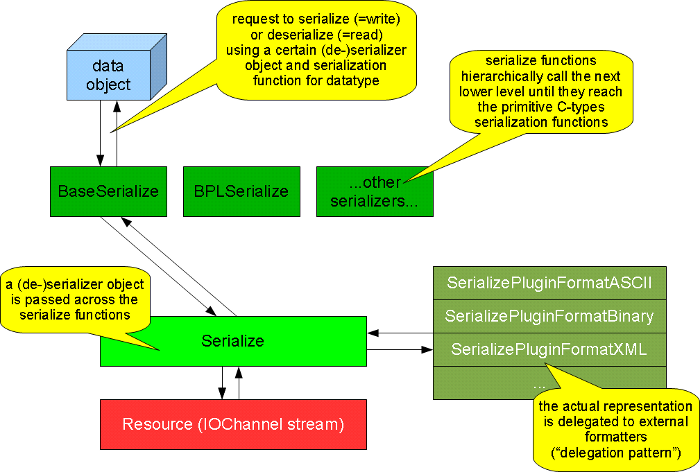 request to serialize (=write)
or deserialize (=read)
using a certain (de-)serializer
object and serialization
function for datatype
data
object
serialize functions
hierarchically call the next
lower level until they reach
the primitive C-types
serialization functions
BaseSerialize
BPLSerialize
...other
serializers...
a (de-)serializer object
is passed across the
serialize functions
Serialize
SerializePluginFormatASCII
SerializePluginFormatBinary
SerializePluginFormatXML
...
Resource (IOChannel stream)
the actual representation
is delegated to external
formatters
(“delegation pattern”)